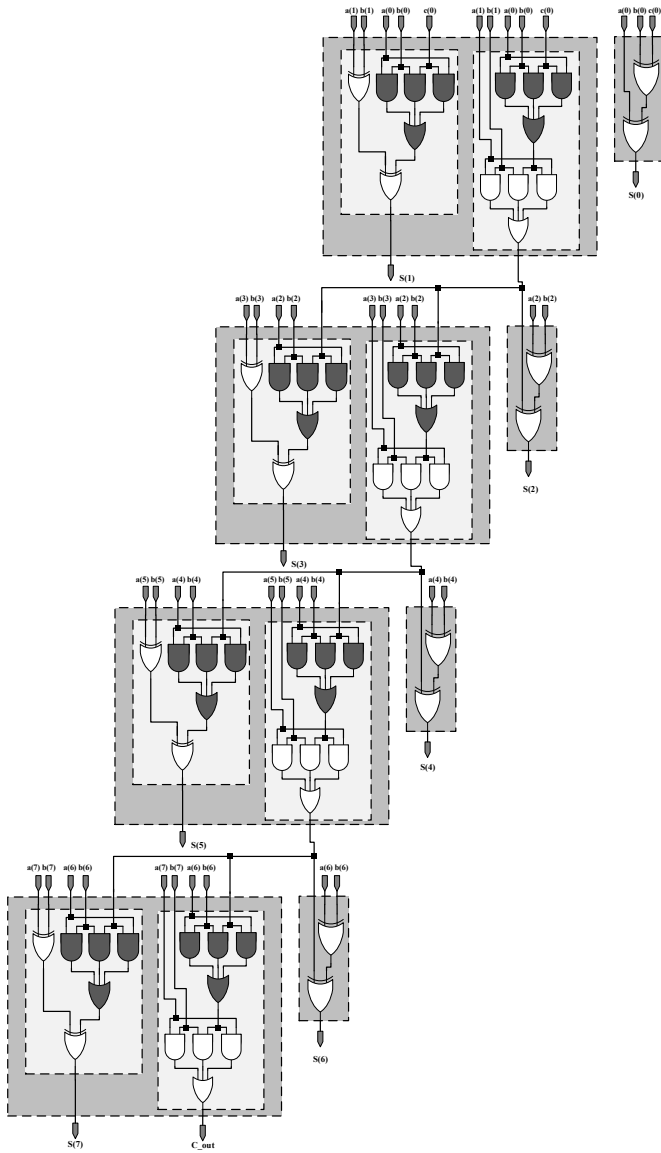 a(1) b(1) a(0) b(0) c(0) a(1) b(1) a(0) b(0) c(0) a(0) b(0) c(0)
S(0)
S(1)
a(3) b(3) a(2) b(2) a(3) b(3) a(2) b(2) a(2) b(2)
S(2)
S(3)
a(5) b(5) a(4) b(4) a(5) b(5) a(4) b(4) a(4) b(4)
S(4)
S(5)
a(7) b(7) a(6) b(6) a(7) b(7) a(6) b(6) a(6) b(6)
S(6)
S(7) C_out